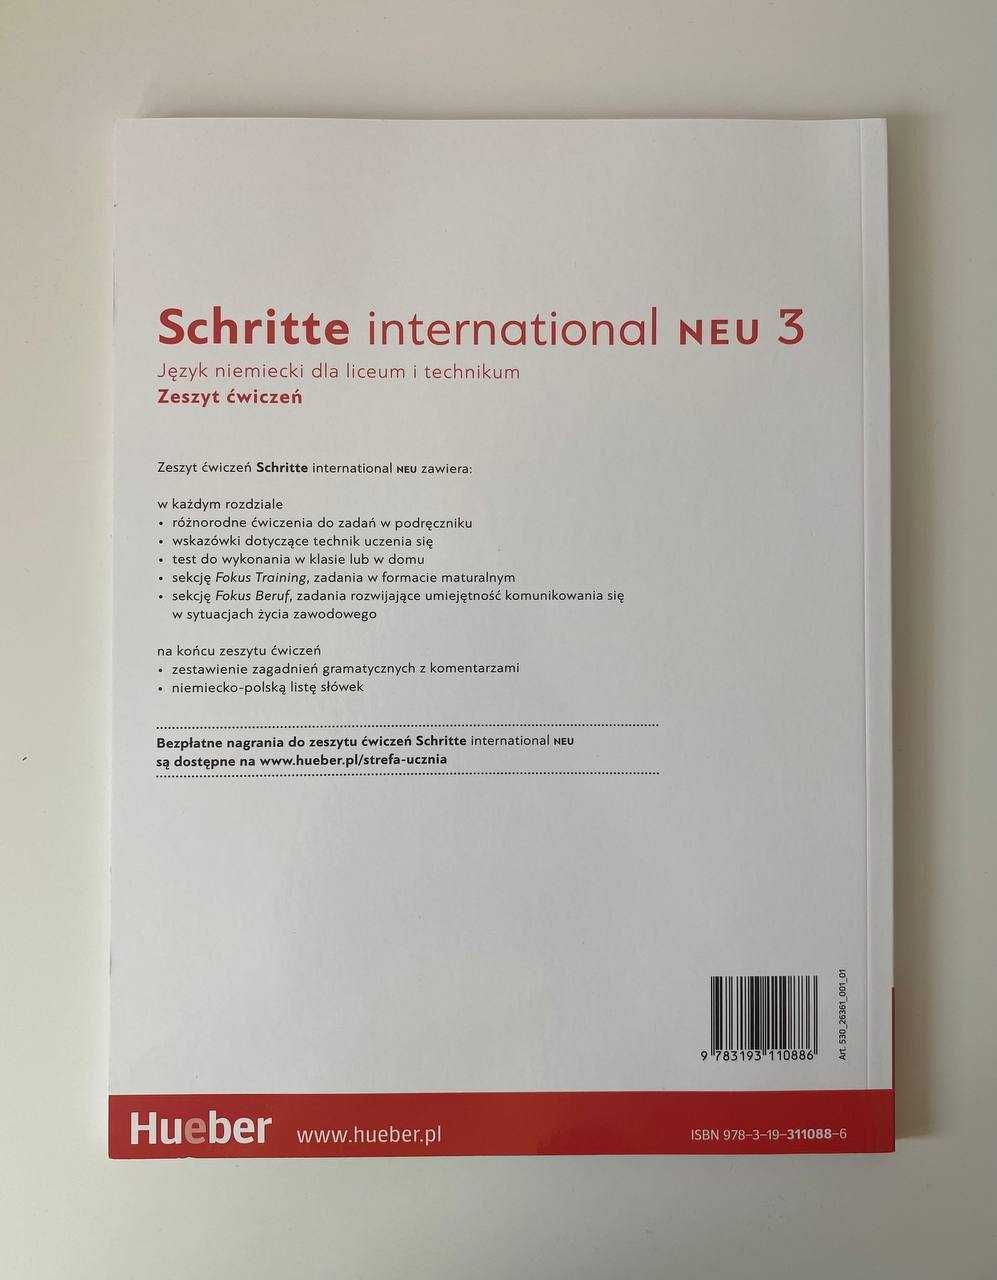 Schritte international NEU 3
Język niemiecki dla liceum i technikum
Zeszyt ćwiczeń
Zeszyt ćwiczeń Schritte international NEU zawiera:
w każdym rozdziale
• różnorodne ćwiczenia do zadań w podręczniku
• wskazówki dotyczące technik uczenia się
• test do wykonania w klasie lub w domu
• sekcję Fokus Training, zadania w formacie maturalnym
• sekcję Fokus Beruf, zadania rozwijające umiejętność komunikowania się
w sytuacjach życia zawodowego
na końcu zeszytu ćwiczeń
• zestawienie zagadnień gramatycznych z komentarzami
• niemiecko-polską listę słówek
Bezpłatne nagrania do zeszytu ćwiczeń Schritte international NEU
są dostępne na www.hueber.pl/strefa-ucznia
9 783193 110886
Art. 530_26361_001_01
Hueber www.hueber.pl
ISBN 978–3–19–311088–6